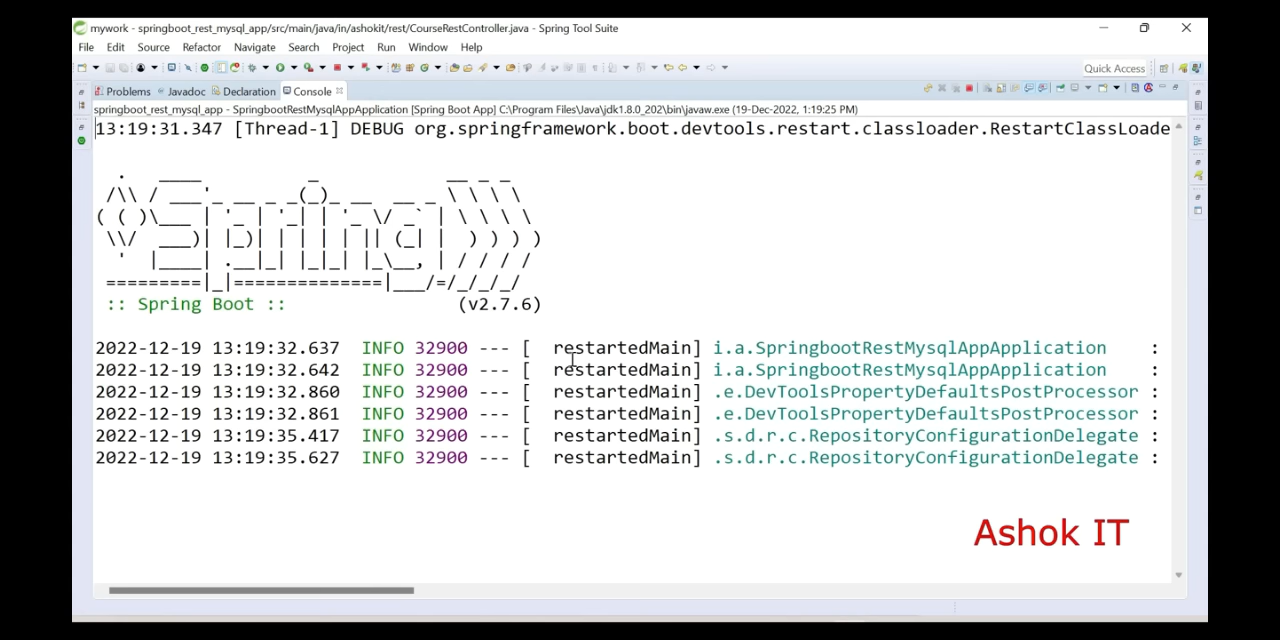 mywork - springboot_rest_mysql_app/src/main/java/in/ashokit/rest/CourseRestController.java - Spring Tool Suite
File Edit Source Refactor Navigate Search Project Run Window Help
Quick Access
Problems Javadoc Declaration Console
springboot_rest_mysql_app - SpringbootRestMysqlAppApplication [Spring Boot App] C:\Program Files\Java\jdk1.8.0_202\bin\javaw.exe (19-Dec-2022, 1:19:25 PM)
13:19:31.347 [Thread-1] DEBUG org.springframework.boot.devtools.restart.classloader.RestartClassLoade
Spring
:: Spring Boot :: (v2.7.6)
2022-12-19 13:19:32.637 INFO 32900 --- [ restartedMain] i.a.SpringbootRestMysqlAppApplication :
2022-12-19 13:19:32.642 INFO 32900 --- [ restartedMain] i.a.SpringbootRestMysqlAppApplication :
2022-12-19 13:19:32.860 INFO 32900 --- [ restartedMain] .e.DevToolsPropertyDefaultsPostProcessor :
2022-12-19 13:19:32.861 INFO 32900 --- [ restartedMain] .e.DevToolsPropertyDefaultsPostProcessor :
2022-12-19 13:19:35.417 INFO 32900 --- [ restartedMain] .s.d.r.c.RepositoryConfigurationDelegate :
2022-12-19 13:19:35.627 INFO 32900 --- [ restartedMain] .s.d.r.c.RepositoryConfigurationDelegate :
Ashok IT